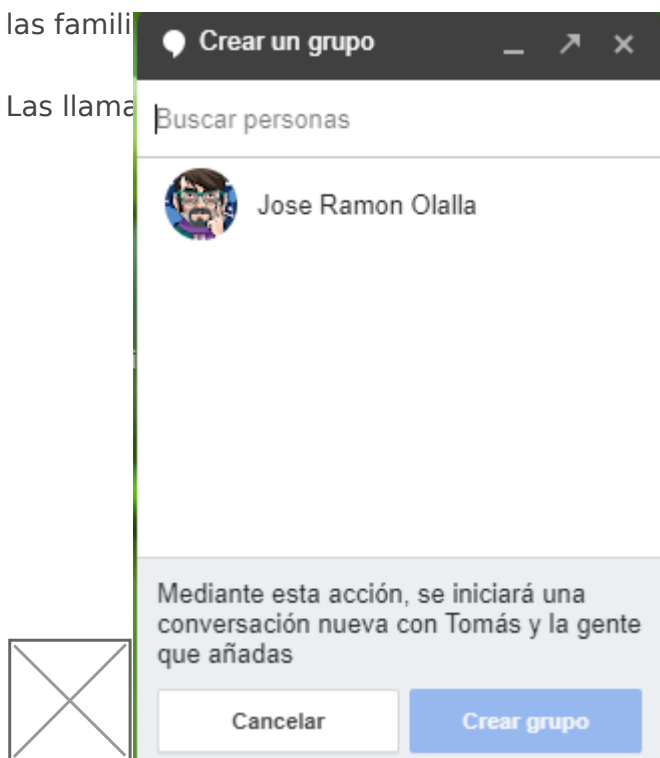 las famili
Crear un grupo
Las llama
Buscar personas
Jose Ramon Olalla
Mediante esta acción, se iniciará una
conversación nueva con Tomás y la gente
que añadas
Cancelar
Crear grupo